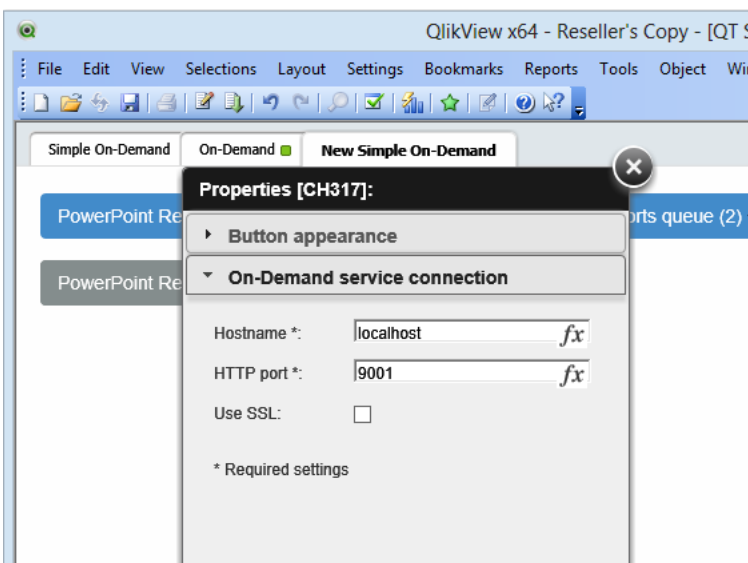 QlikView x64 - Reseller's Copy - [QT S
File Edit View Selections Layout Settings Bookmarks Reports Tools Object Wi
Simple On-Demand On-Demand New Simple On-Demand
Properties [CH317]:
PowerPoint Re
rts queue (2)
Button appearance
PowerPoint Re
On-Demand service connection
Hostname *: localhost fx
HTTP port *: 9001 fx
Use SSL:
* Required settings